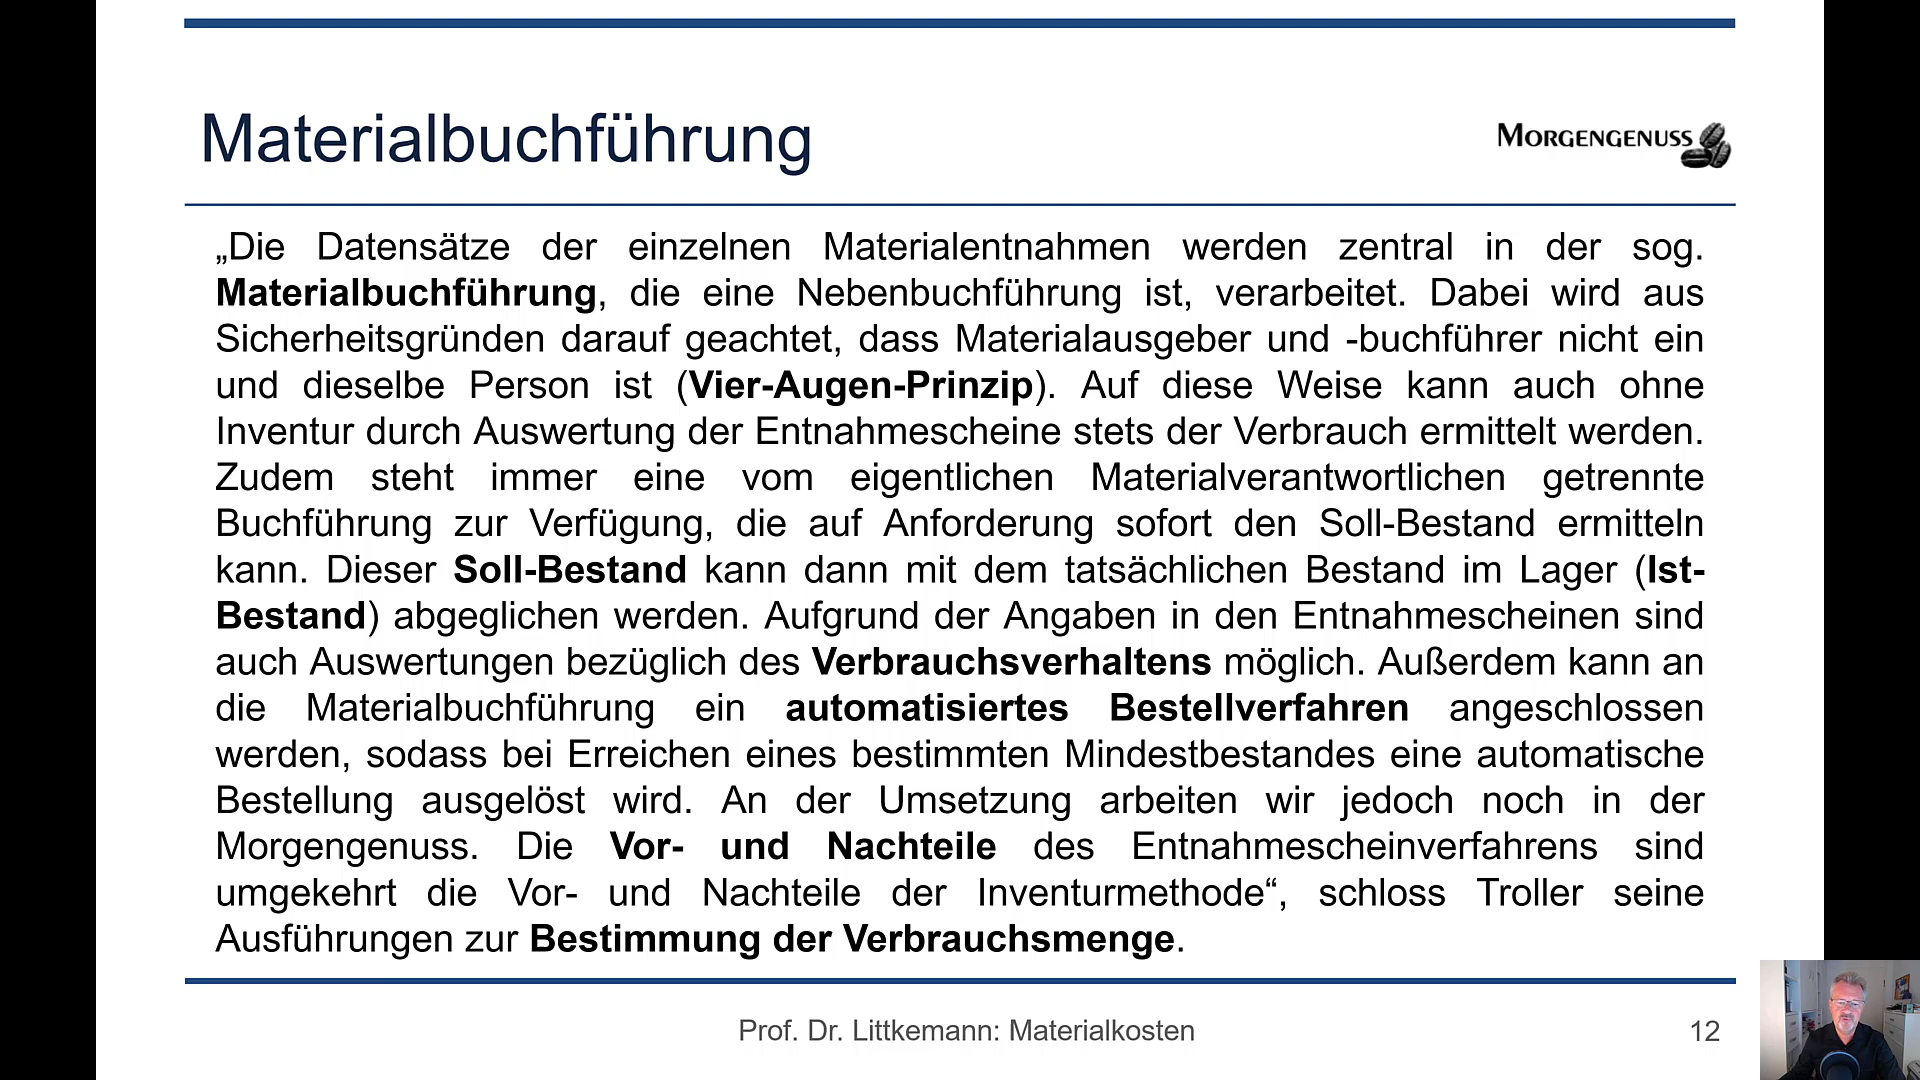 Materialbuchführung
MORGENGENUSS
„Die Datensätze der einzelnen Materialentnahmen werden zentral in der sog.
Materialbuchführung, die eine Nebenbuchführung ist, verarbeitet. Dabei wird aus
Sicherheitsgründen darauf geachtet, dass Materialausgeber und -buchführer nicht ein
und dieselbe Person ist (Vier-Augen-Prinzip). Auf diese Weise kann auch ohne
Inventur durch Auswertung der Entnahmescheine stets der Verbrauch ermittelt werden.
Zudem steht immer eine vom eigentlichen Materialverantwortlichen getrennte
Buchführung zur Verfügung, die auf Anforderung sofort den Soll-Bestand ermitteln
kann. Dieser Soll-Bestand kann dann mit dem tatsächlichen Bestand im Lager (Ist-
Bestand) abgeglichen werden. Aufgrund der Angaben in den Entnahmescheinen sind
auch Auswertungen bezüglich des Verbrauchsverhaltens möglich. Außerdem kann an
die Materialbuchführung ein automatisiertes Bestellverfahren angeschlossen
werden, sodass bei Erreichen eines bestimmten Mindestbestandes eine automatische
Bestellung ausgelöst wird. An der Umsetzung arbeiten wir jedoch noch in der
Morgengenuss. Die Vor- und Nachteile des Entnahmescheinverfahrens sind
umgekehrt die Vor- und Nachteile der Inventurmethode“, schloss Troller seine
Ausführungen zur Bestimmung der Verbrauchsmenge.
Prof. Dr. Littkemann: Materialkosten
12